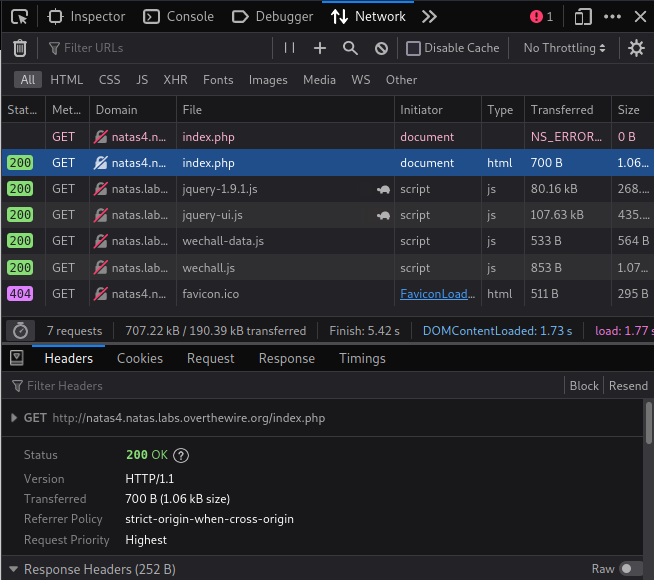 Inspector Console Debugger Network 1
Filter URLs Disable Cache No Throttling
All HTML CSS JS XHR Fonts Images Media WS Other
Stat... Met... Domain File Initiator Type Transferred Size
GET natas4.n... index.php document NS_ERROR... 0 B
200 GET natas4.n... index.php document html 700 B 1.06...
200 GET natas.lab... jquery-1.9.1.js script js 80.16 kB 268....
200 GET natas.lab... jquery-ui.js script js 107.63 kB 435....
200 GET natas.lab... wechall-data.js script js 533 B 564 B
200 GET natas.lab... wechall.js script js 853 B 1.07...
404 GET natas4.n... favicon.ico FaviconLoad... html 511 B 295 B
7 requests 707.22 kB / 190.39 kB transferred Finish: 5.42 s DOMContentLoaded: 1.73 s load: 1.77 s
Headers Cookies Request Response Timings
Filter Headers Block Resend
GET http://natas4.natas.labs.overthewire.org/index.php
Status 200 OK ?
Version HTTP/1.1
Transferred 700 B (1.06 kB size)
Referrer Policy strict-origin-when-cross-origin
Request Priority Highest
Response Headers (252 B) Raw